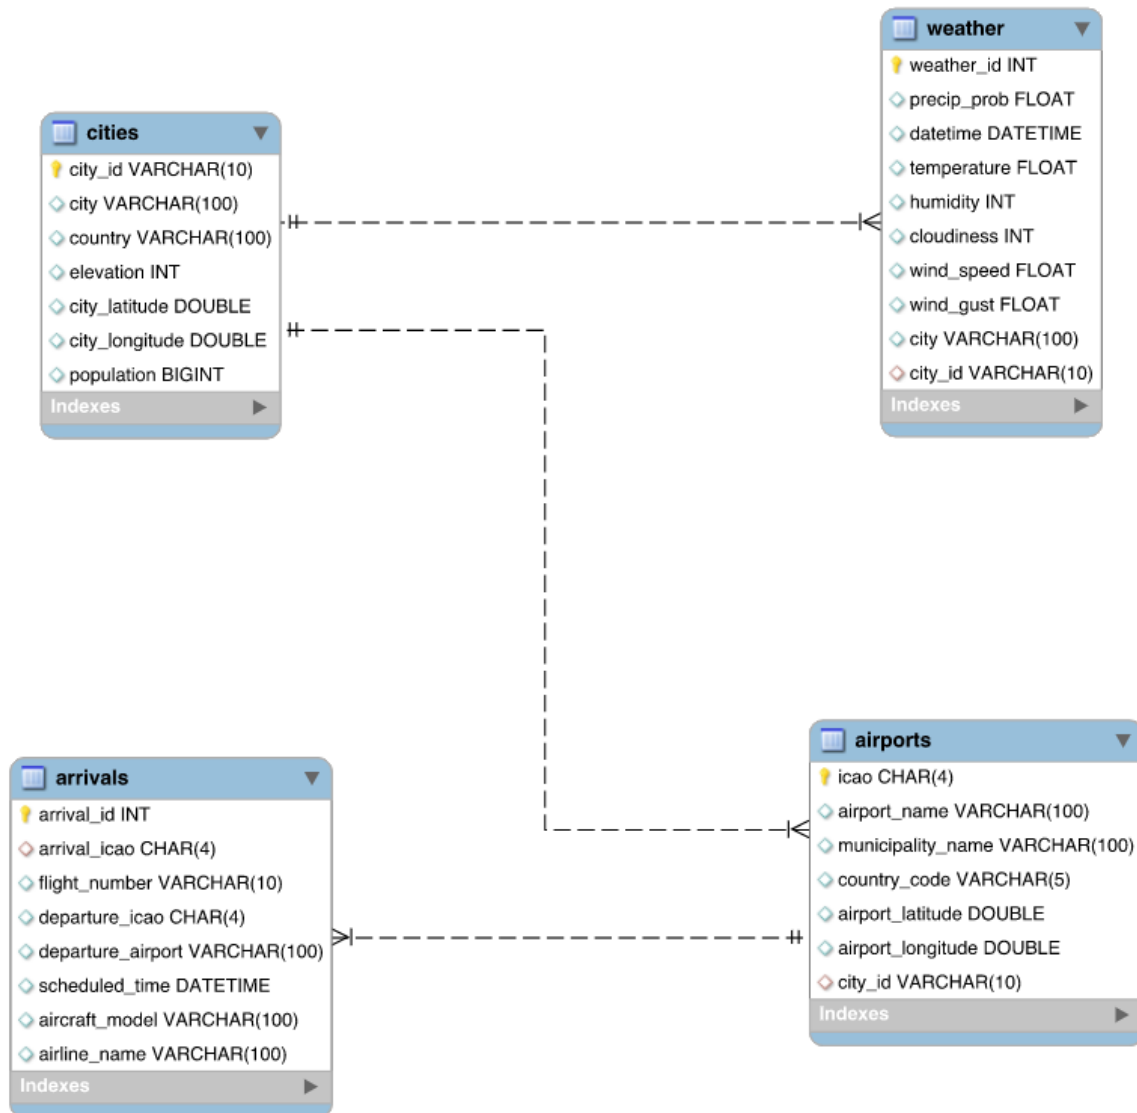 cities
city_id VARCHAR(10)
city VARCHAR(100)
country VARCHAR(100)
elevation INT
city_latitude DOUBLE
city_longitude DOUBLE
population BIGINT
Indexes
weather
weather_id INT
precip_prob FLOAT
datetime DATETIME
temperature FLOAT
humidity INT
cloudiness INT
wind_speed FLOAT
wind_gust FLOAT
city VARCHAR(100)
city_id VARCHAR(10)
Indexes
arrivals
arrival_id INT
arrival_icao CHAR(4)
flight_number VARCHAR(10)
departure_icao CHAR(4)
departure_airport VARCHAR(100)
scheduled_time DATETIME
aircraft_model VARCHAR(100)
airline_name VARCHAR(100)
Indexes
airports
icao CHAR(4)
airport_name VARCHAR(100)
municipality_name VARCHAR(100)
country_code VARCHAR(5)
airport_latitude DOUBLE
airport_longitude DOUBLE
city_id VARCHAR(10)
Indexes